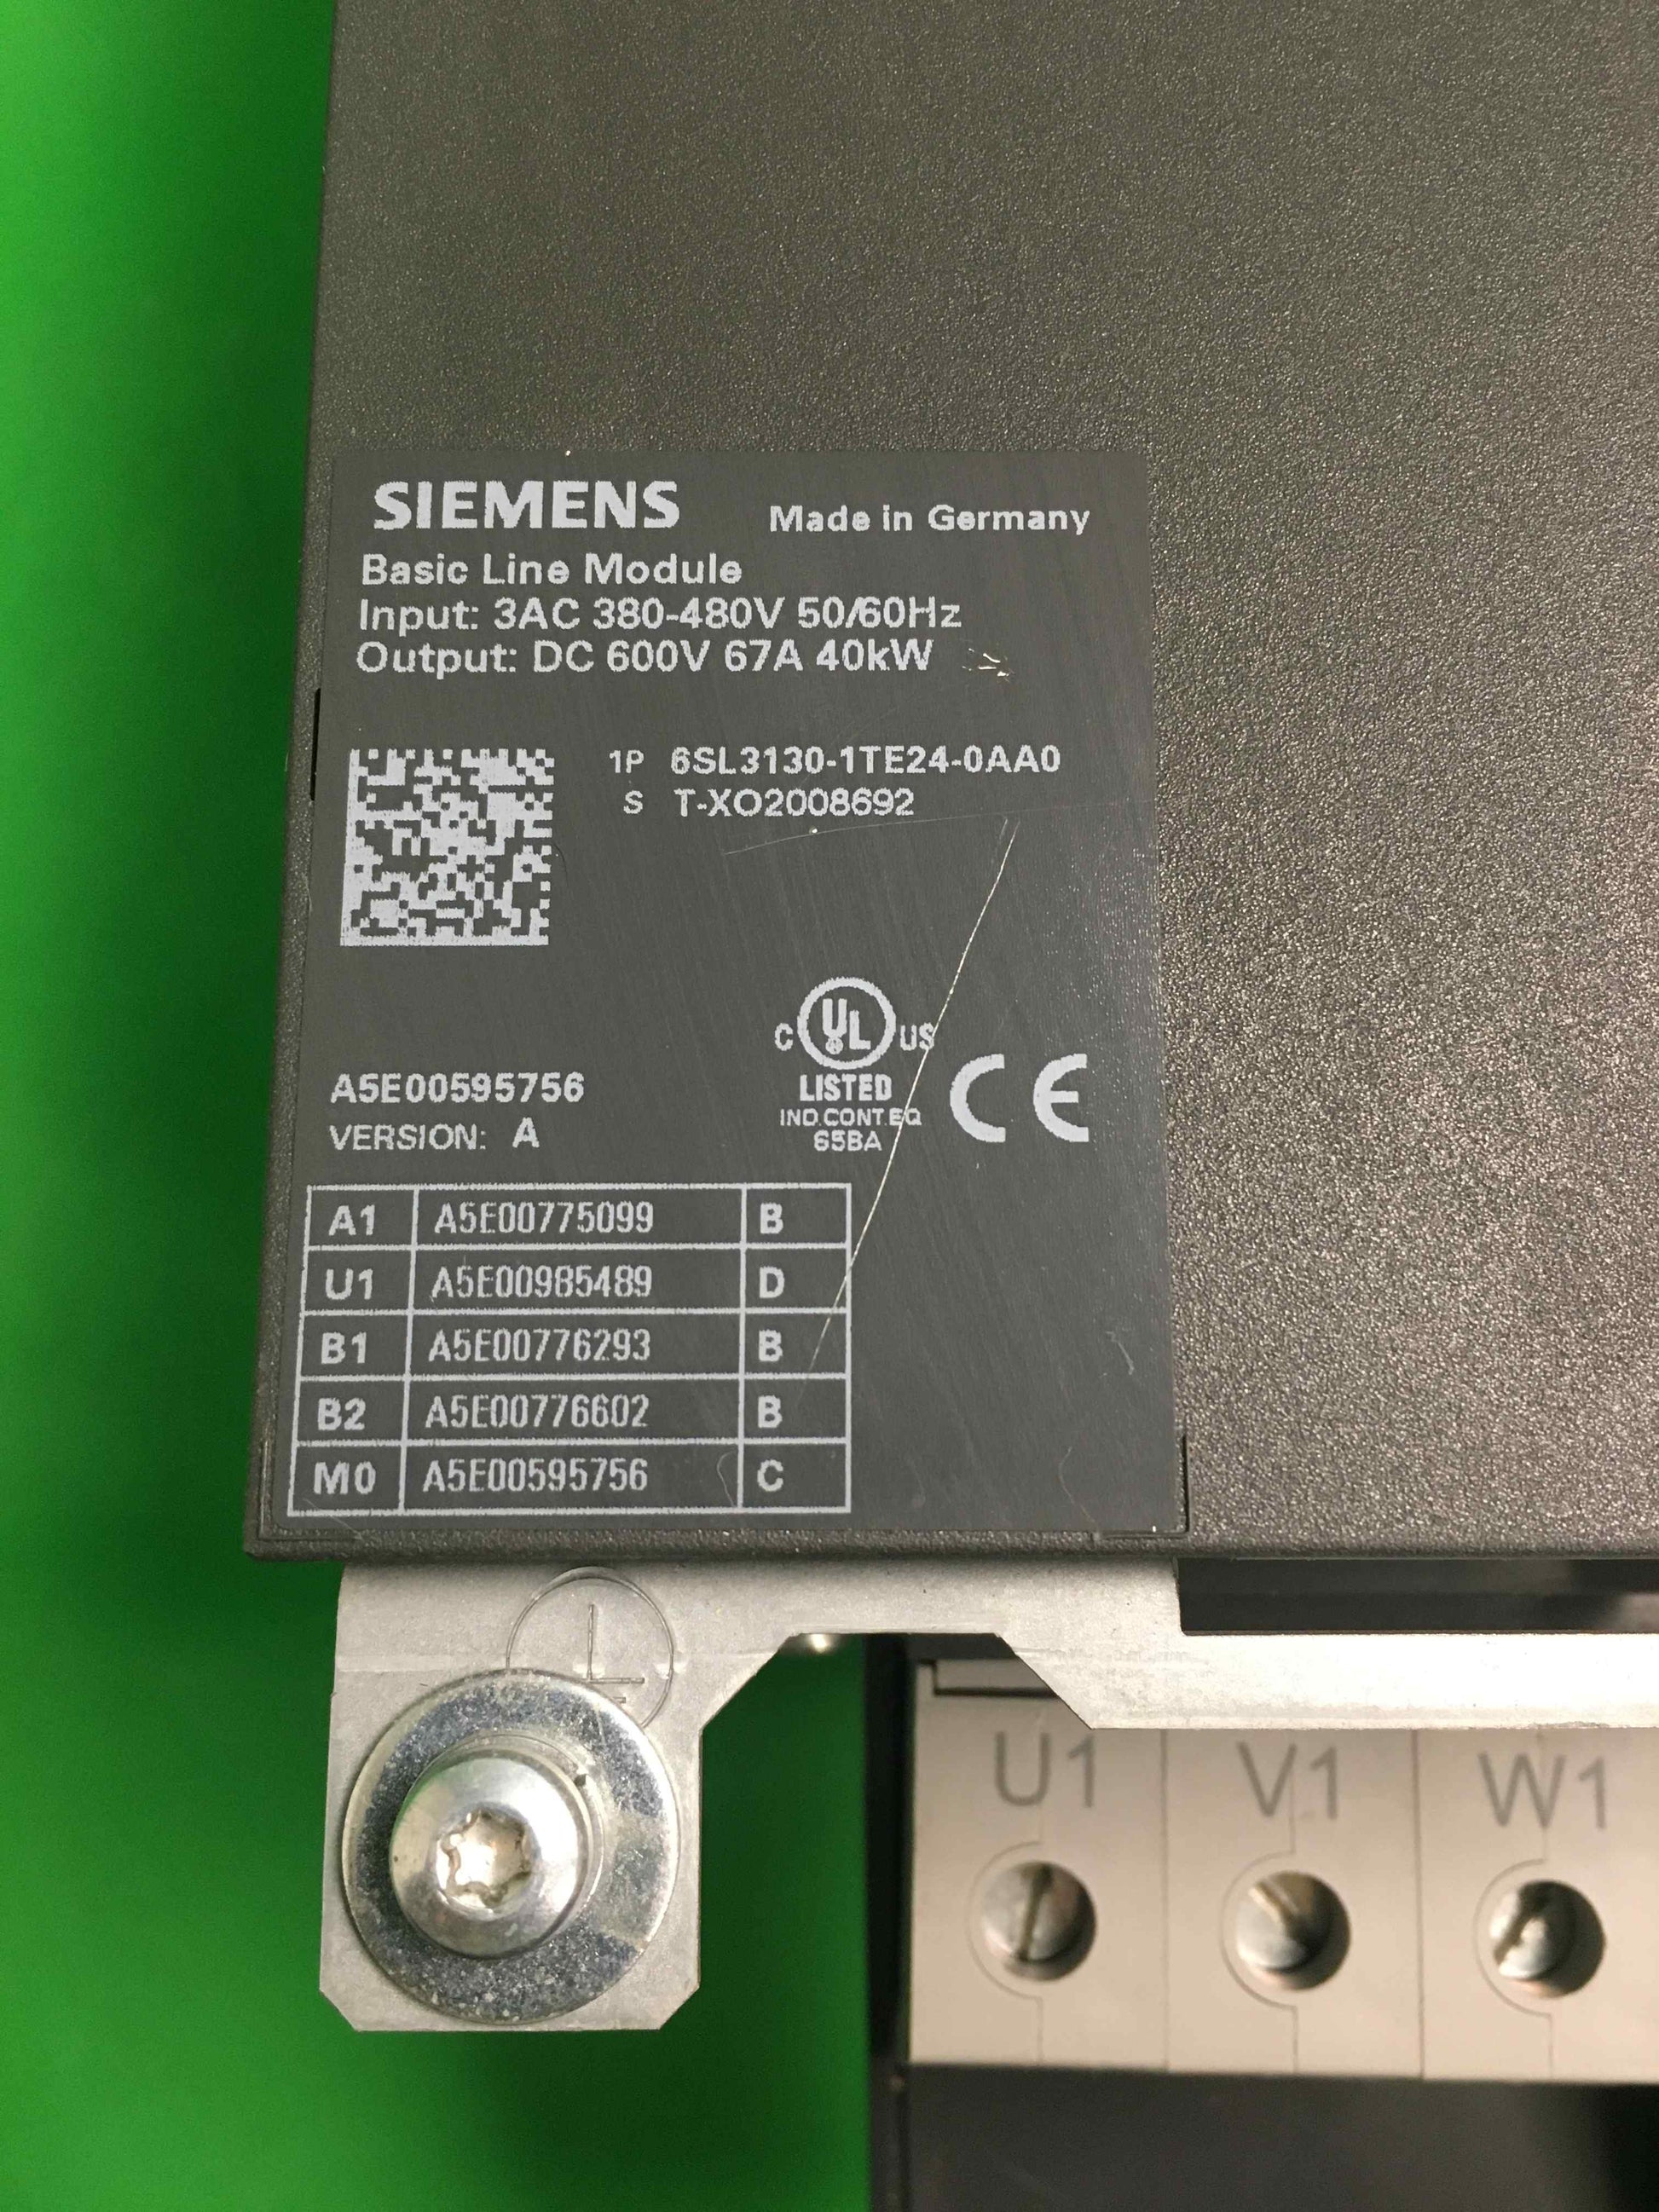 SIEMENS Made in Germany
Basic Line Module
Input: 3AC 380-480V 50/60Hz
Output: DC 600V 67A 40kW
1P 6SL3130-1TE24-0AA0
S T-XO2008692
C UL US
LISTED
IND.CONT.EQ
65BA
CE
A5E00595756
VERSION: A
A1 A5E00775099 B
U1 A5E00985489 D
B1 A5E00776293 B
B2 A5E00776602 B
M0 A5E00595756 C
U1 V1 W1